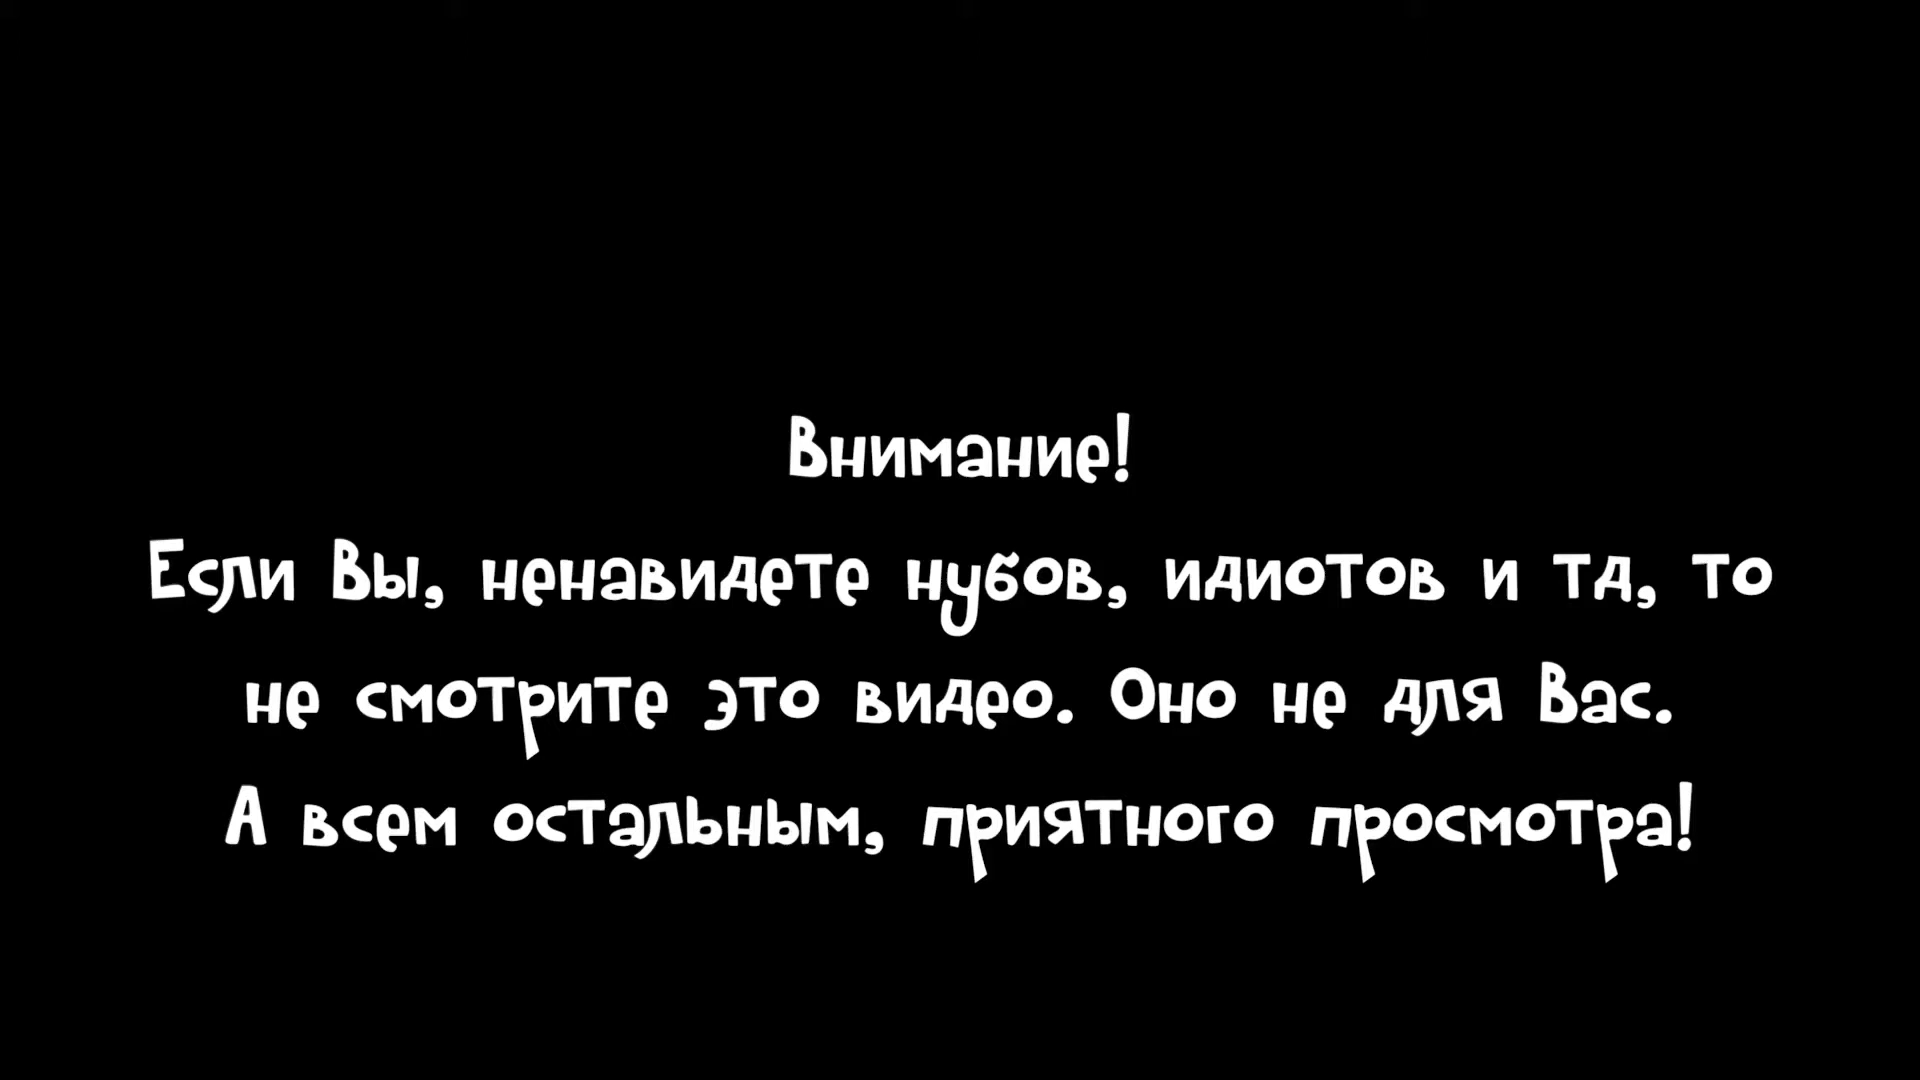 Внимание!
Если Вы, ненавидете нубов, идиотов и тд, то
не смотрите это видео. Оно не для Вас.
А всем остальным, приятного просмотра!